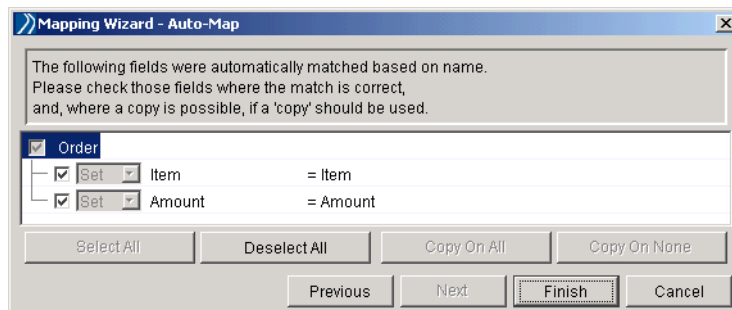 Mapping Wizard - Auto-Map
The following fields were automatically matched based on name.
Please check those fields where the match is correct,
and, where a copy is possible, if a 'copy' should be used.
Order
Set Item = Item
Set Amount = Amount
Select All Deselect All Copy On All Copy On None
Previous Next Finish Cancel